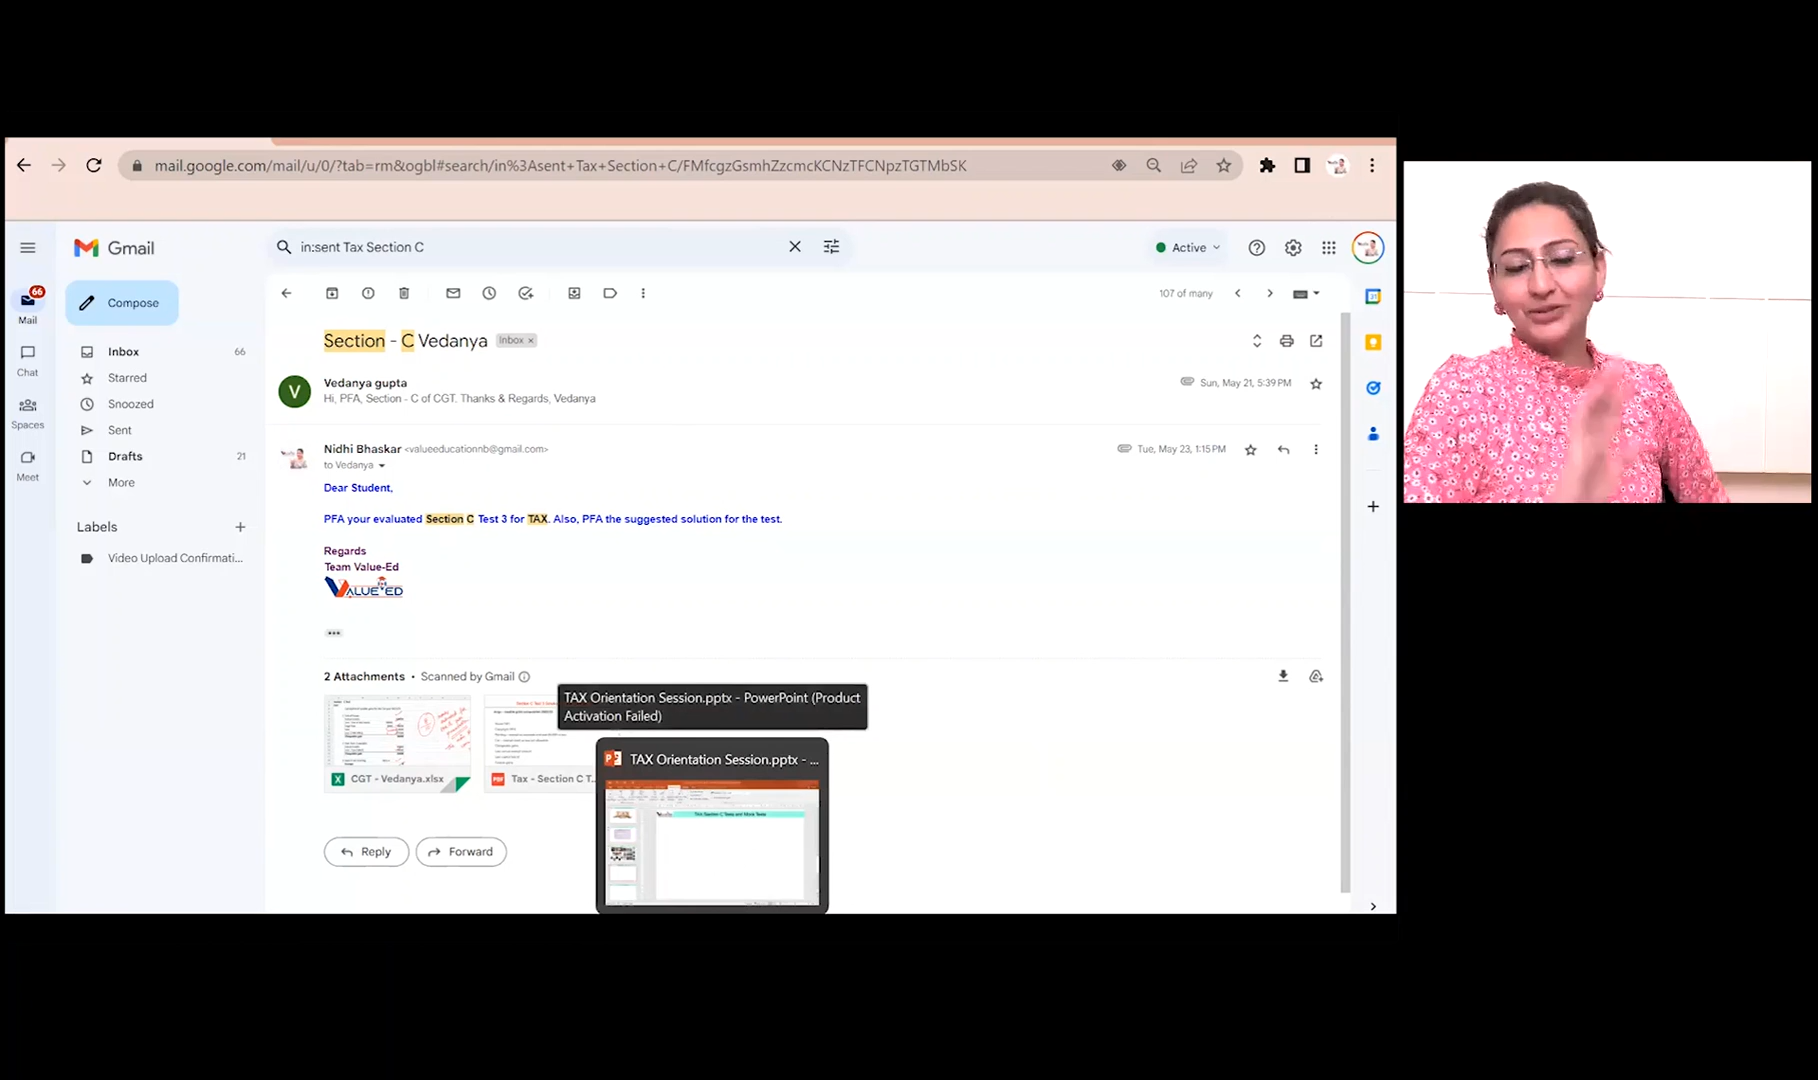 mail.google.com/mail/u/0/?tab=rm&ogbl#search/in%3Asent+Tax+Section+C/FMfcgzGsmhZzcmcKCNzTFCNpzTGTMbSK
Gmail
in:sent Tax Section C
Active
66
Mail
Compose
107 of many
Chat
Spaces
Meet
Inbox 66
Starred
Snoozed
Sent
Drafts 21
More
Labels
Video Upload Confirmati...
Section - C Vedanya Inbox ×
V
Vedanya gupta Sun, May 21, 5:39 PM
Hi, PFA, Section - C of CGT. Thanks & Regards, Vedanya
Nidhi Bhaskar <valueeducationnb@gmail.com> Tue, May 23, 1:15 PM
to Vedanya
Dear Student,
PFA your evaluated Section C Test 3 for TAX. Also, PFA the suggested solution for the test.
Regards
Team Value-Ed
VALUE ED
2 Attachments • Scanned by Gmail
TAX Orientation Session.pptx - PowerPoint (Product
Activation Failed)
CGT - Vedanya.xlsx
PDF Tax - Section C T...
TAX Orientation Session.pptx - ...
Reply
Forward